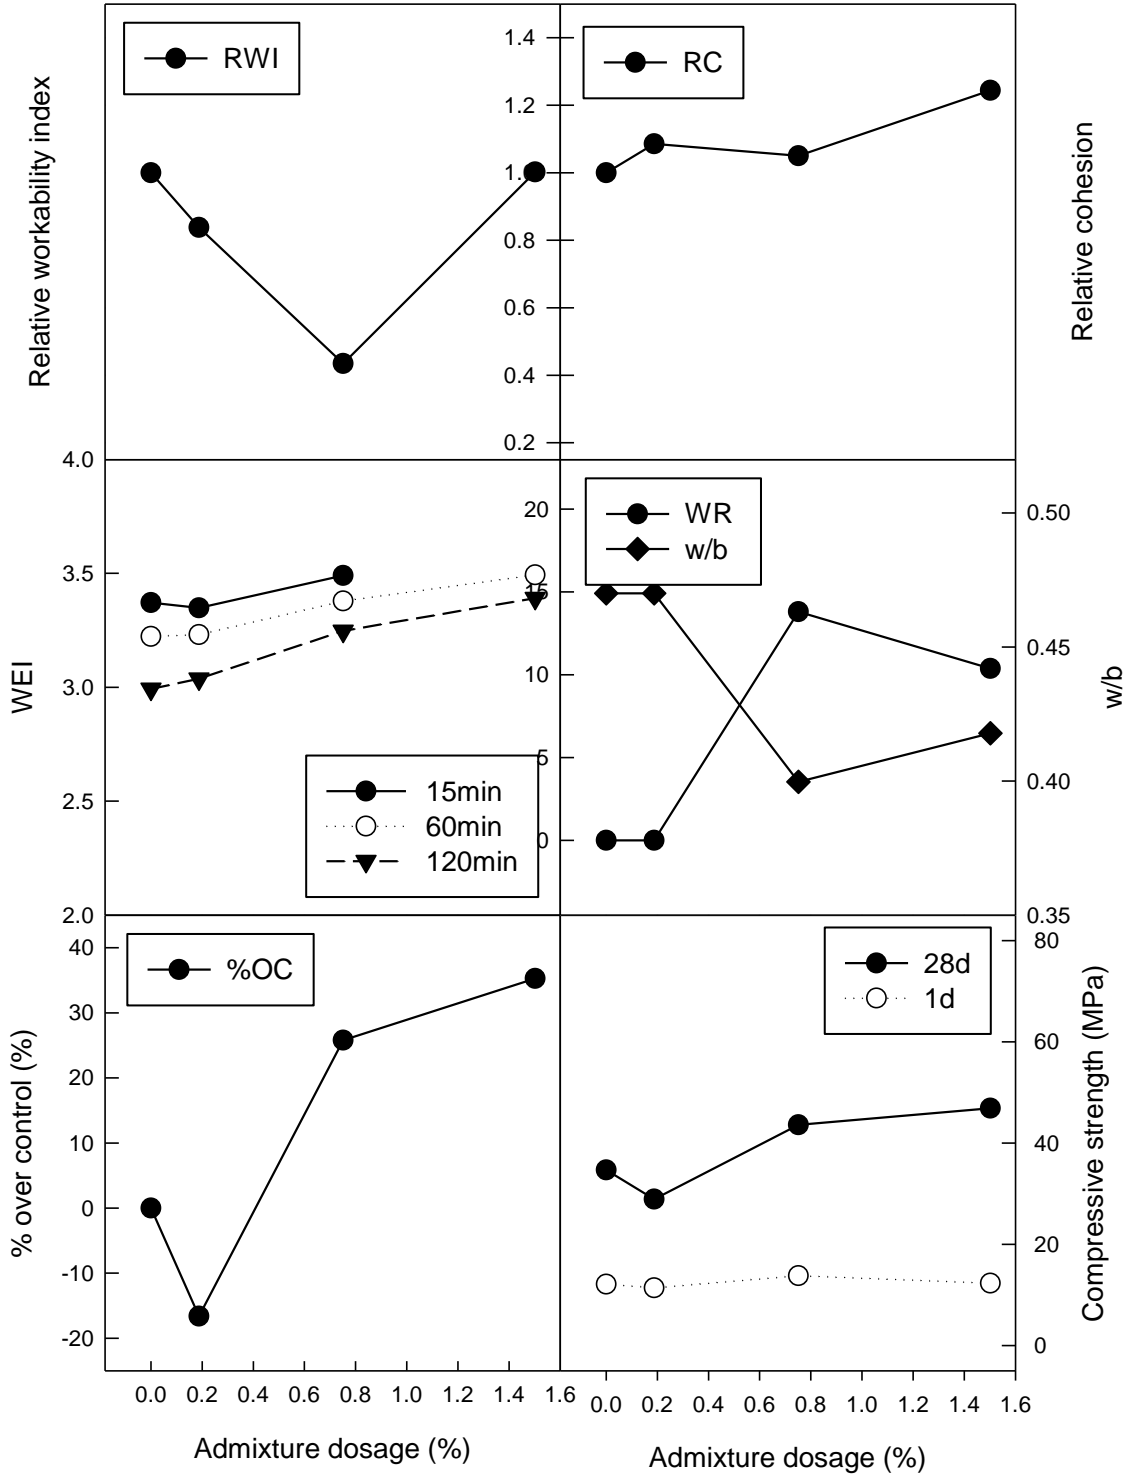 RWI
Relative workability index
1.4
1.2
1.
0.8
0.6
0.4
0.2
RC
Relative cohesion
4.0
3.5
3.0
2.5
2.0
WEI
15min
60min
120min
20
15
10
5
0
WR
w/b
0.50
0.45
0.40
0.35
w/b
40
30
20
10
0
-10
-20
% over control (%)
%OC
28d
1d
80
60
40
20
0
Compressive strength (MPa)
0.0 0.2 0.4 0.6 0.8 1.0 1.2 1.4 1.6
0.0 0.2 0.4 0.6 0.8 1.0 1.2 1.4 1.6
Admixture dosage (%)
Admixture dosage (%)